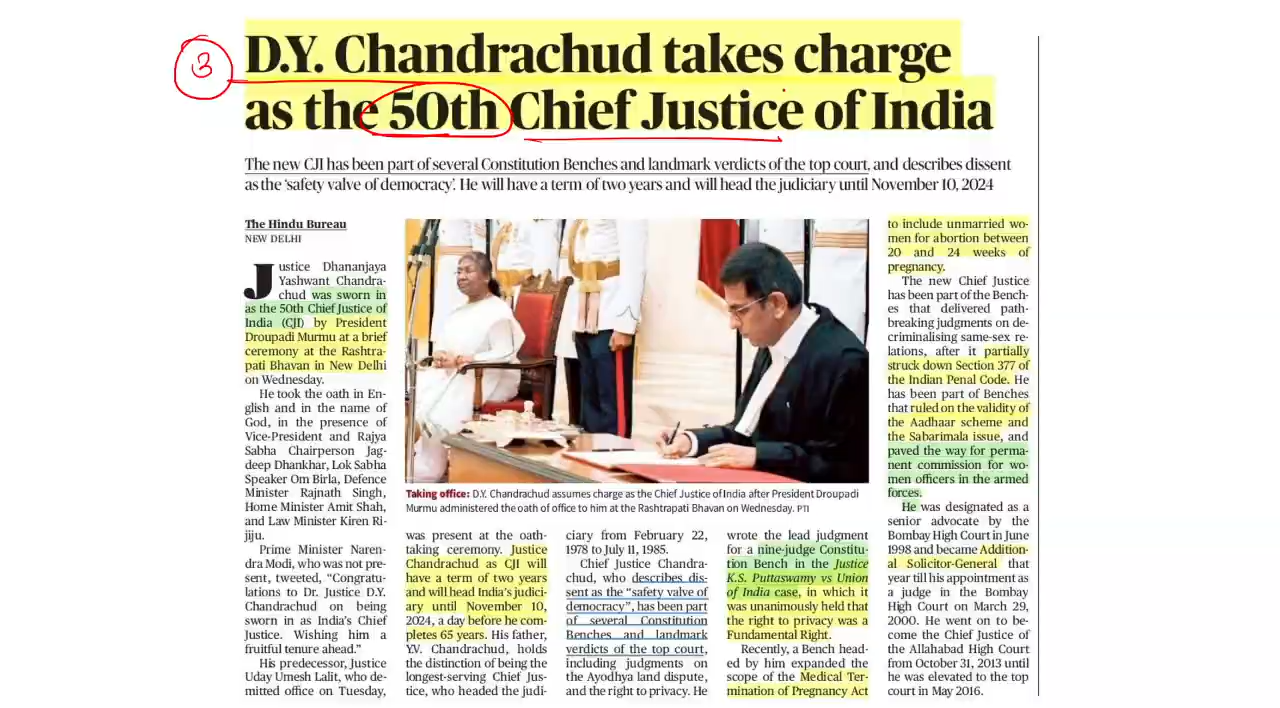 3
D.Y. Chandrachud takes charge
as the 50th Chief Justice of India
The new CJI has been part of several Constitution Benches and landmark verdicts of the top court, and describes dissent
as the ‘safety valve of democracy’. He will have a term of two years and will head the judiciary until November 10, 2024
The Hindu Bureau
NEW DELHI
Justice Dhananjaya
Yashwant Chandra-
chud was sworn in
as the 50th Chief Justice of
India (CJI) by President
Droupadi Murmu at a brief
ceremony at the Rashtra-
pati Bhavan in New Delhi
on Wednesday.
He took the oath in En-
glish and in the name of
God, in the presence of
Vice-President and Rajya
Sabha Chairperson Jag-
deep Dhankhar, Lok Sabha
Speaker Om Birla, Defence
Minister Rajnath Singh,
Home Minister Amit Shah,
and Law Minister Kiren Ri-
jiju.
Prime Minister Naren-
dra Modi, who was not pre-
sent, tweeted, “Congratu-
lations to Dr. Justice D.Y.
Chandrachud on being
sworn in as India’s Chief
Justice. Wishing him a
fruitful tenure ahead.”
His predecessor, Justice
Uday Umesh Lalit, who de-
mitted office on Tuesday,
Taking office: D.Y. Chandrachud assumes charge as the Chief Justice of India after President Droupadi
Murmu administered the oath of office to him at the Rashtrapati Bhavan on Wednesday. PTI
was present at the oath-
taking ceremony. Justice
Chandrachud as CJI will
have a term of two years
and will head India’s judici-
ary until November 10,
2024, a day before he com-
pletes 65 years. His father,
Y.V. Chandrachud, holds
the distinction of being the
longest-serving Chief Jus-
tice, who headed the judi-
ciary from February 22,
1978 to July 11, 1985.
Chief Justice Chandra-
chud, who describes dis-
sent as the “safety valve of
democracy”, has been part
of several Constitution
Benches and landmark
verdicts of the top court,
including judgments on
the Ayodhya land dispute,
and the right to privacy. He
wrote the lead judgment
for a nine-judge Constitu-
tion Bench in the Justice
K.S. Puttaswamy vs Union
of India case, in which it
was unanimously held that
the right to privacy was a
Fundamental Right.
Recently, a Bench head-
ed by him expanded the
scope of the Medical Ter-
mination of Pregnancy Act
to include unmarried wo-
men for abortion between
20 and 24 weeks of
pregnancy.
The new Chief Justice
has been part of the Bench-
es that delivered path-
breaking judgments on de-
criminalising same-sex re-
lations, after it partially
struck down Section 377 of
of the Indian Penal Code. He
has been part of Benches
that ruled on the validity of
the Aadhaar scheme and
the Sabarimala issue, and
paved the way for perma-
nent commission for wo-
men officers in the armed
forces.
He was designated as a
senior advocate by the
Bombay High Court in June
1998 and became Addition-
al Solicitor-General that
year till his appointment as
a judge in the Bombay
High Court on March 29,
2000. He went on to be-
come the Chief Justice of
the Allahabad High Court
from October 31, 2013 until
he was elevated to the top
court in May 2016.